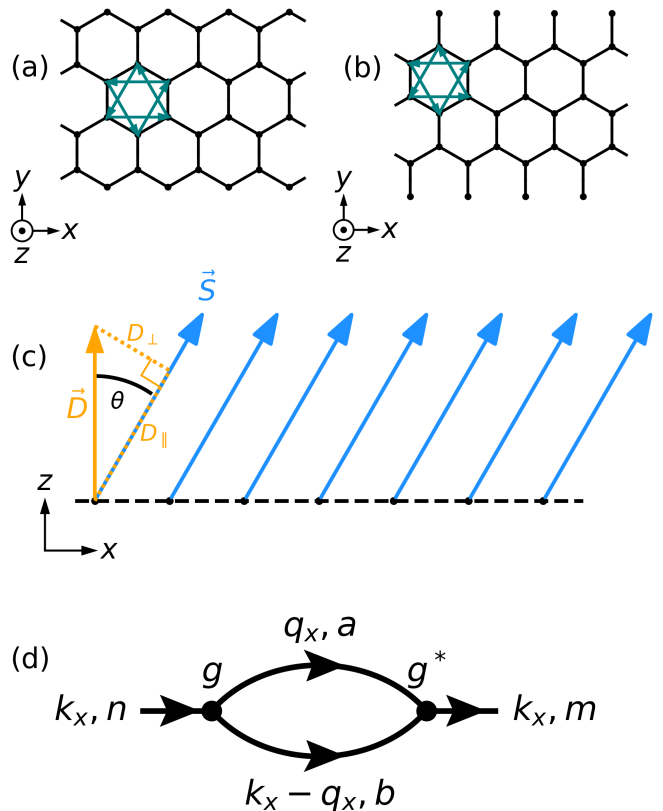 (a)
(b)
y
x
z
y
x
z
(c)
S⃗
D⊥
D⃗
θ
D∥
z
x
(d)
qₓ, a
g
g*
kₓ, n
kₓ, m
kₓ − qₓ, b